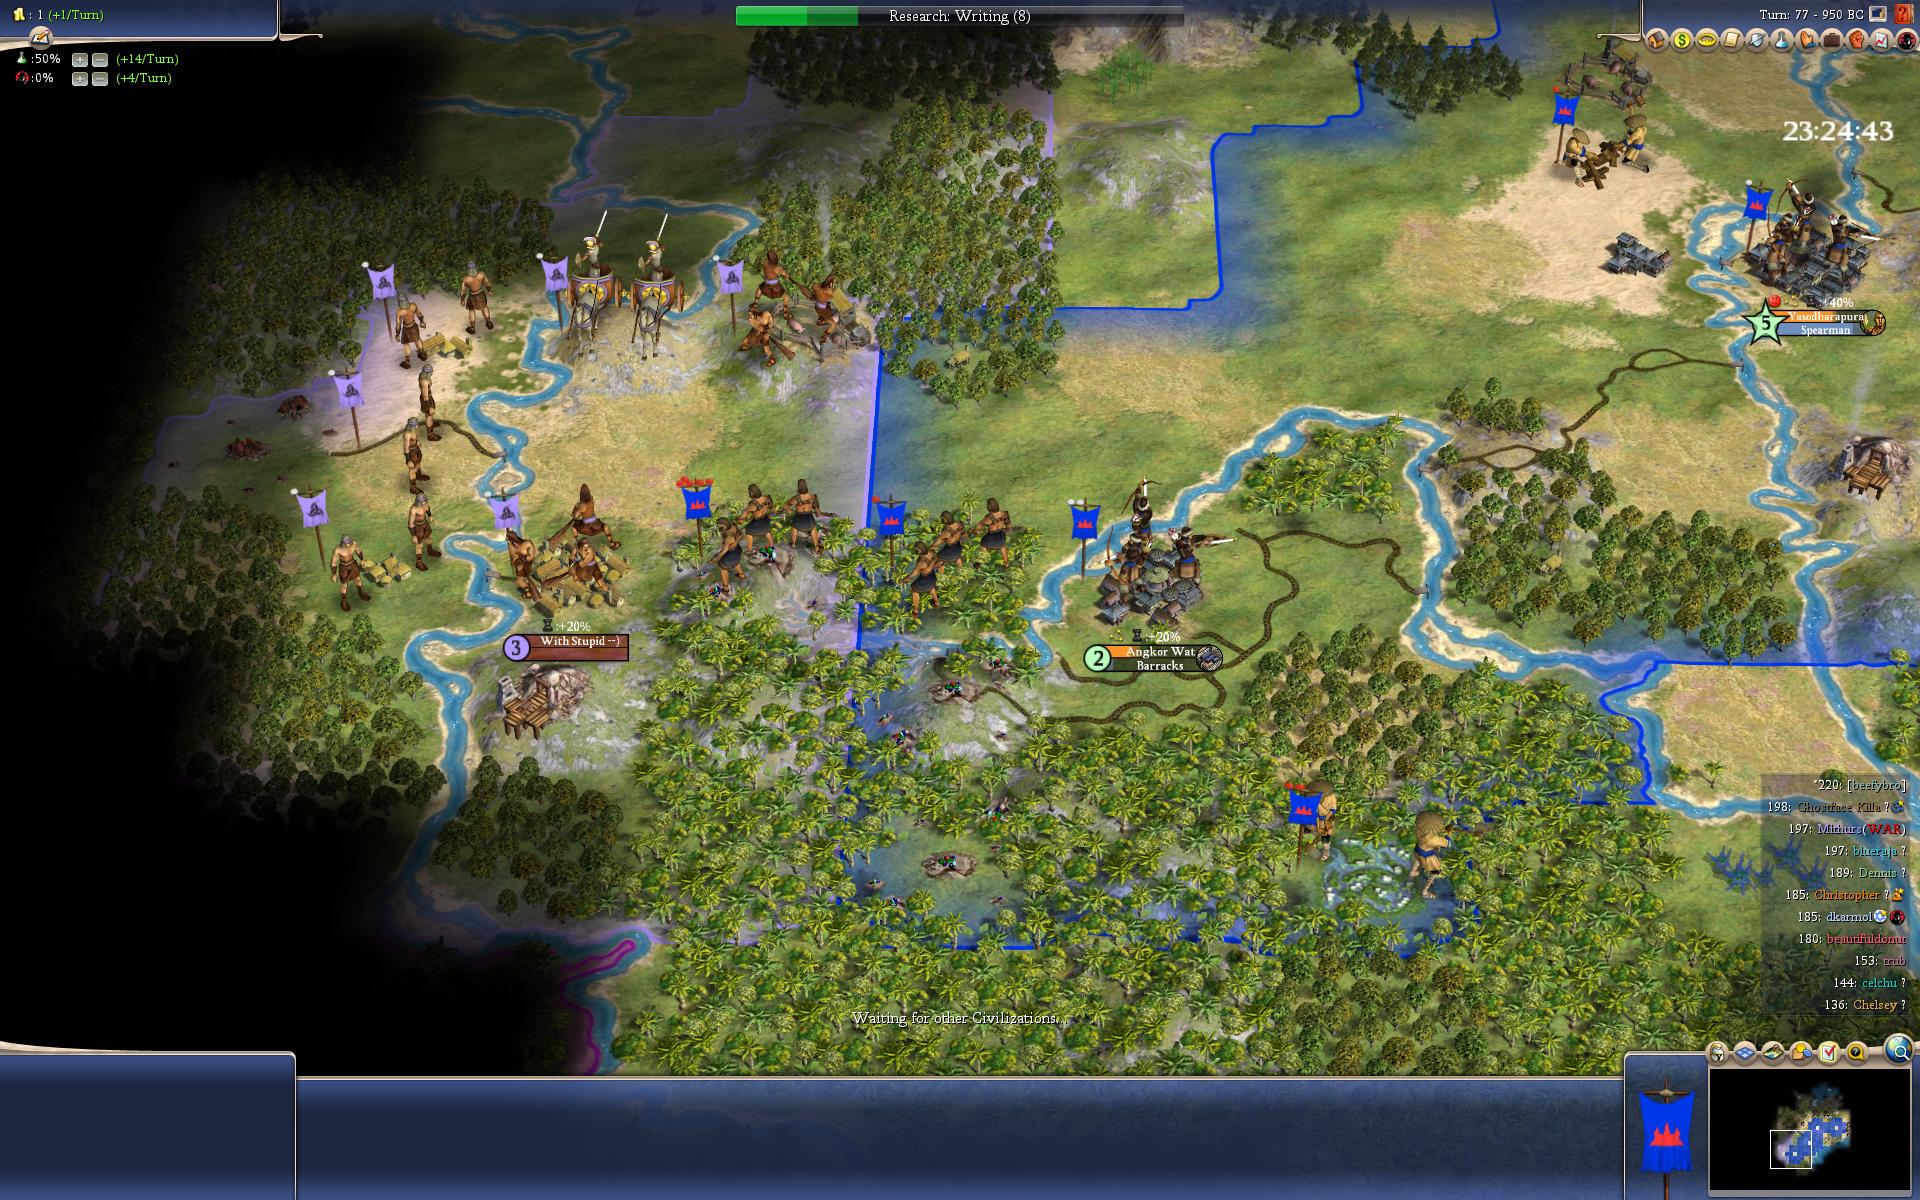 : 1 (+1/Turn)
Research: Writing (8)
Turn: 77 - 950 BC
:50% (+14/Turn)
:0% (+4/Turn)
23:24:43
:+40%
5 Yasodharapura
Spearman
:+20%
3 With Stupid --)
:+20%
2 Angkor Wat
Barracks
*220: [beefybro]
198: Ghostface Killa ?
197: Mithurs(WAR)
197: blueraja ?
189: Dennis ?
185: Christopher ?
185: dkarmol
180: beautifuldonut
153: trub
144: celchu ?
136: Chelsey ?
Waiting for other Civilizations...